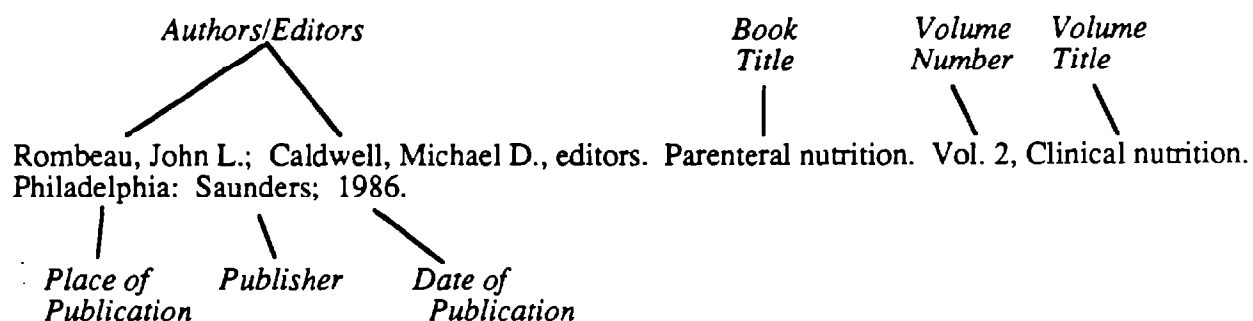 Authors/Editors Book Volume Volume
Title Number Title
Rombeau, John L.; Caldwell, Michael D., editors. Parenteral nutrition. Vol. 2, Clinical nutrition.
Philadelphia: Saunders; 1986.
Place of Publisher Date of
Publication Publication